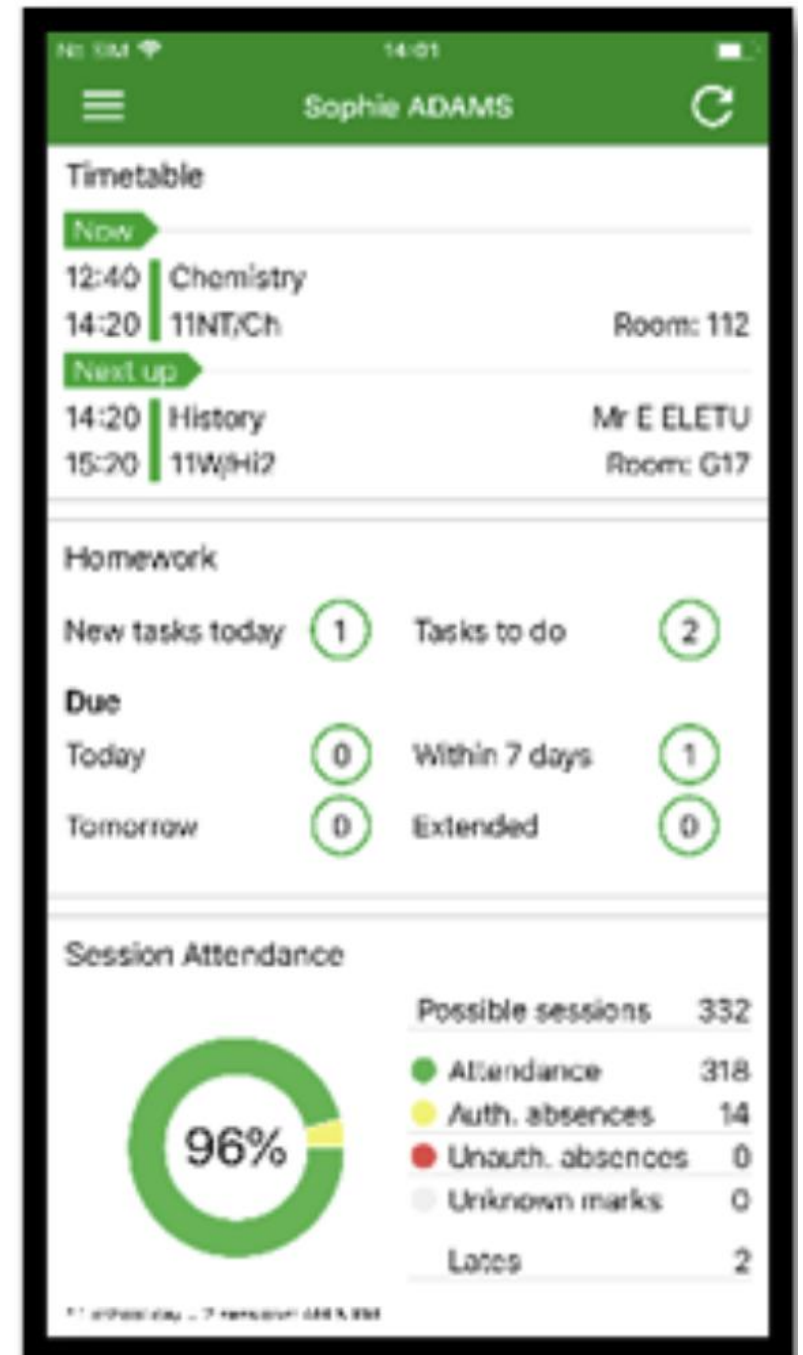 No SIM 14:01
Sophie ADAMS
Timetable
Now
12:40 Chemistry
14:20 11NT/Ch Room: 112
Next up
14:20 History Mr E ELETU
15:20 11W/Hi2 Room: G17
Homework
New tasks today 1 Tasks to do 2
Due
Today 0 Within 7 days 1
Tomorrow 0 Extended 0
Session Attendance
Possible sessions 332
96%
Attendance 318
Auth. absences 14
Unauth. absences 0
Unknown marks 0
Lates 2